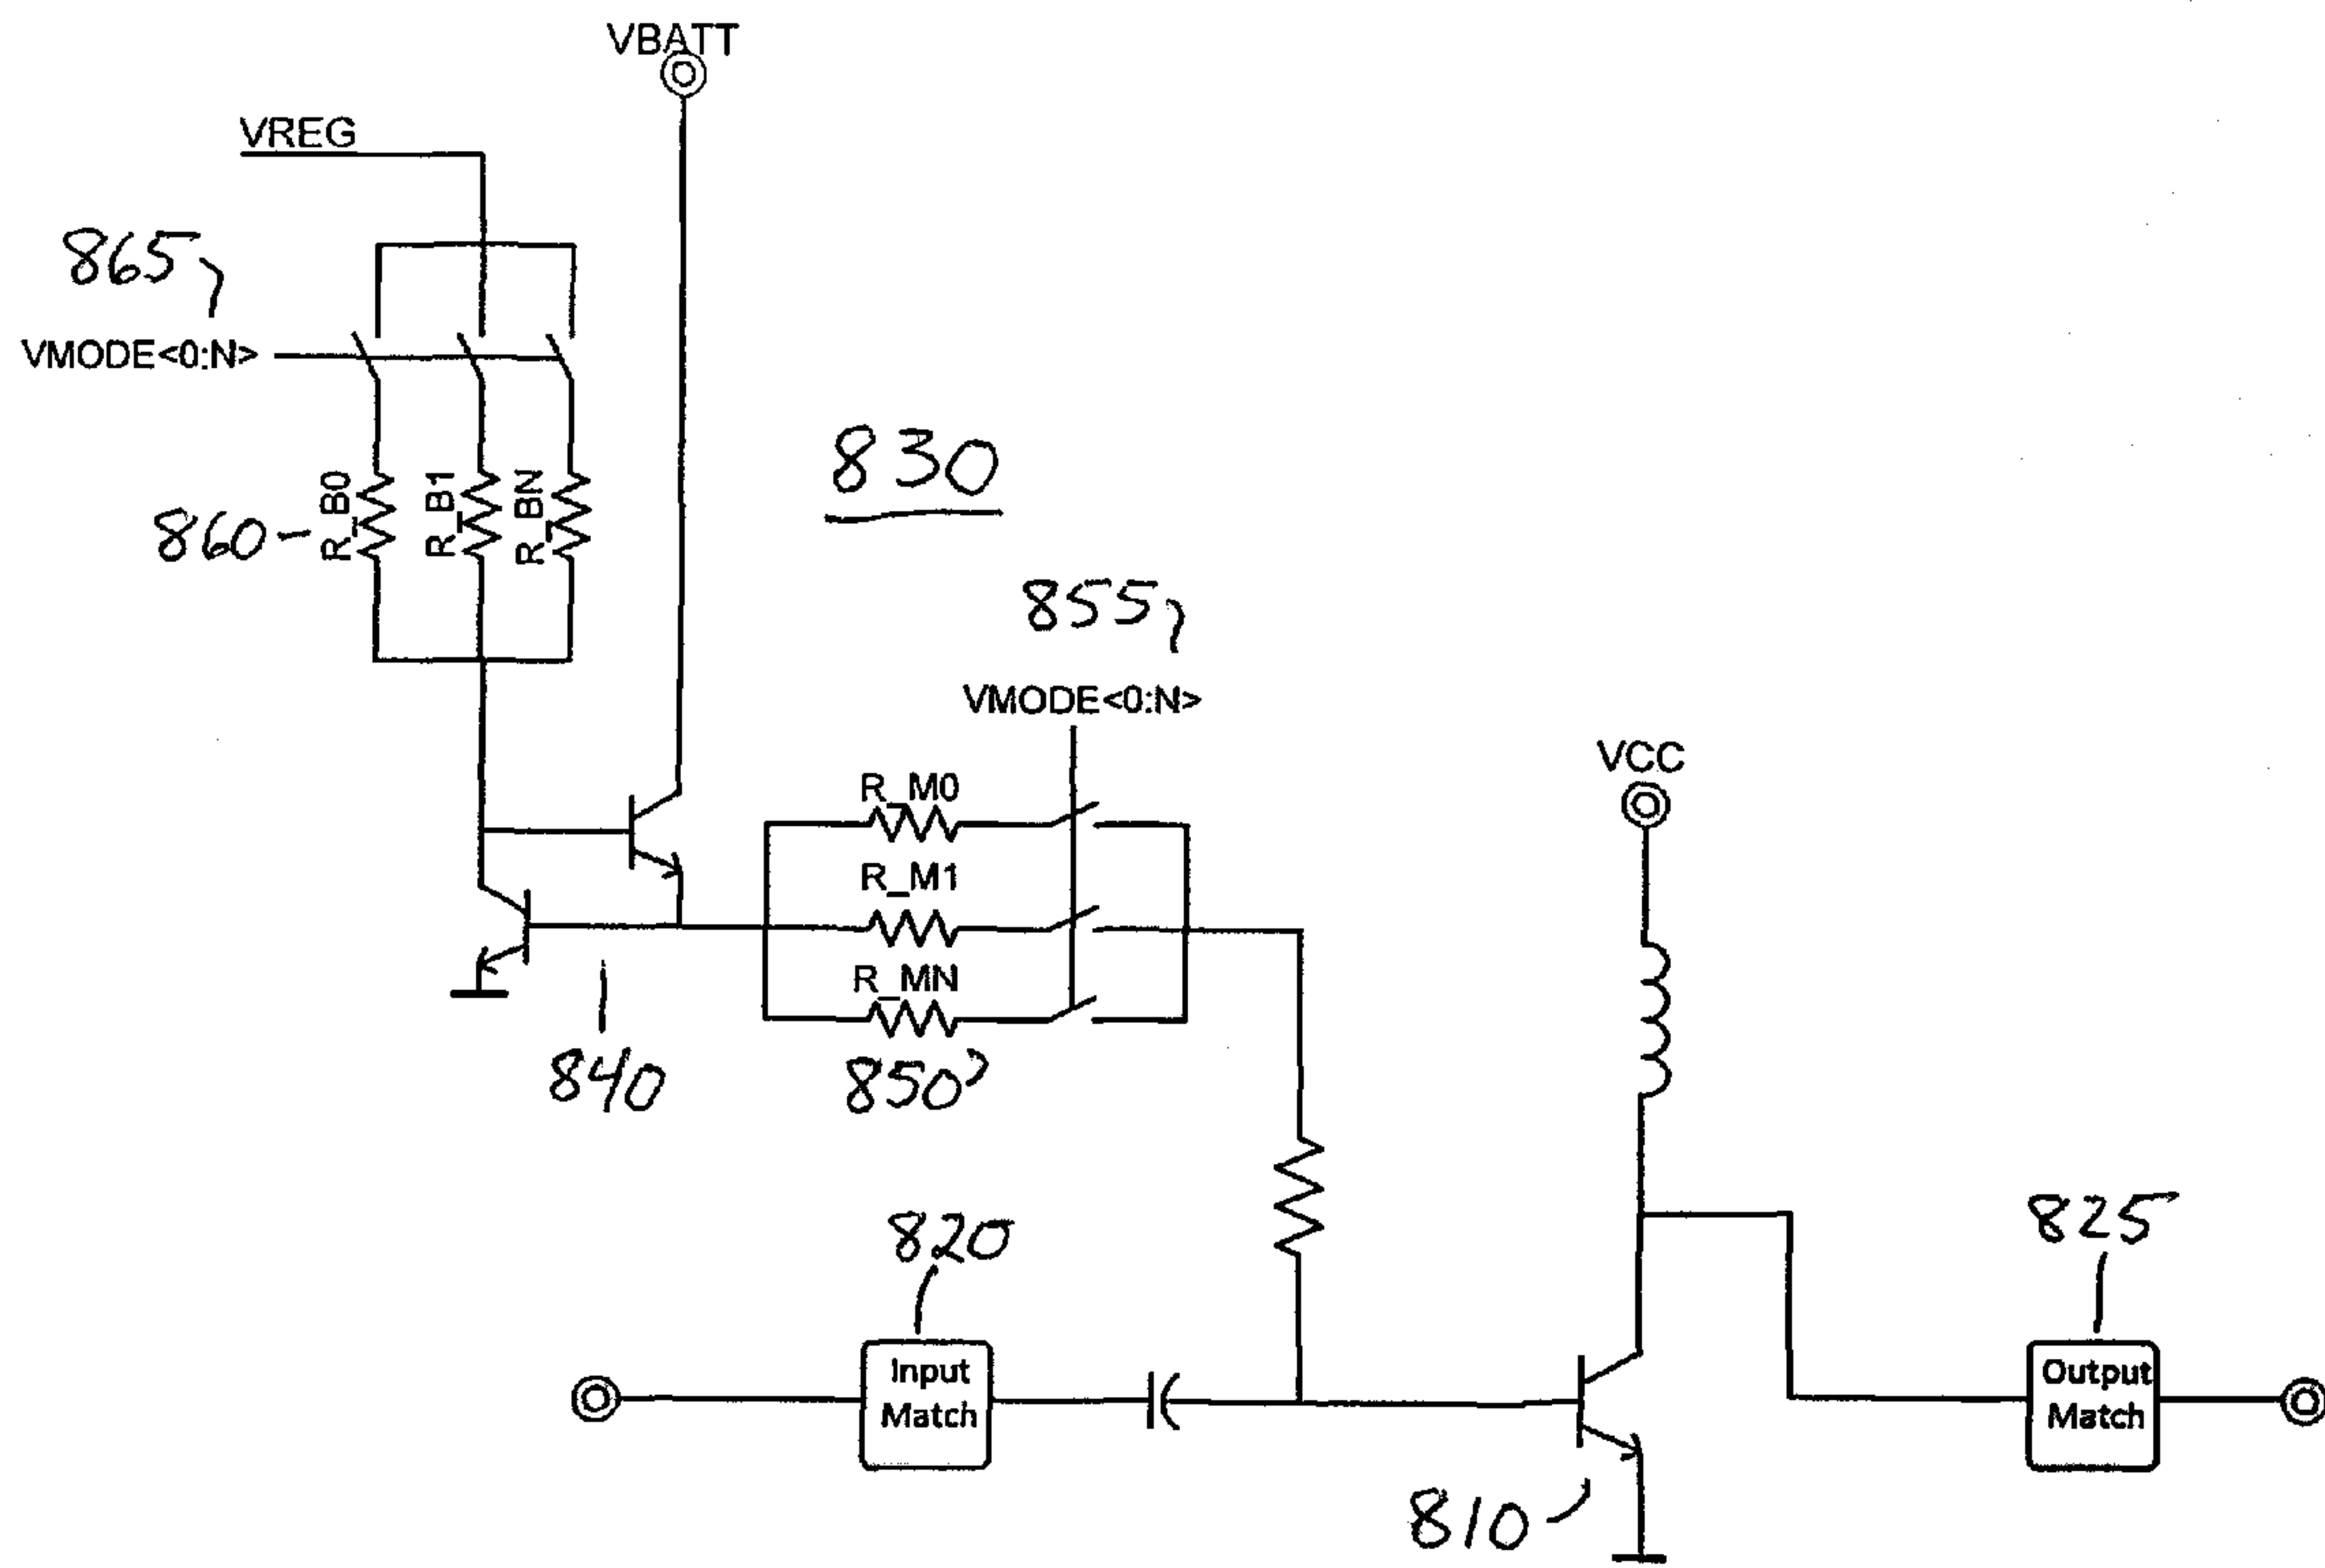 VBATT
VREG
865
VMODE<0:N>
830
860
R_B0
R_B1
R_BN
855
VMODE<0:N>
VCC
R_M0
R_M1
R_MN
840
850
820
825
Input
Match
Output
Match
810